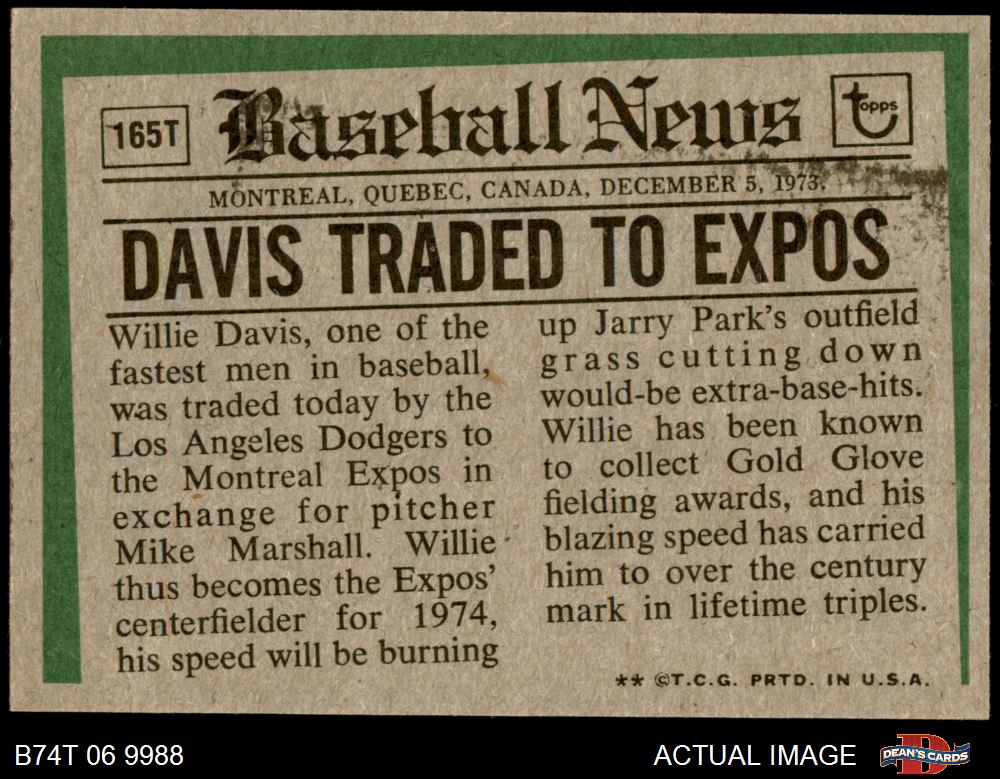 165T
Baseball News
topps
MONTREAL, QUEBEC, CANADA, DECEMBER 5, 1973.
DAVIS TRADED TO EXPOS
Willie Davis, one of the
fastest men in baseball,
was traded today by the
Los Angeles Dodgers to
the Montreal Expos in
exchange for pitcher
Mike Marshall. Willie
thus becomes the Expos'
centerfielder for 1974,
his speed will be burning
up Jarry Park's outfield
grass cutting down
would-be extra-base-hits.
Willie has been known
to collect Gold Glove
fielding awards, and his
blazing speed has carried
him to over the century
mark in lifetime triples.
** ©T.C.G. PRTD. IN U.S.A.
B74T 06 9988
ACTUAL IMAGE
DEAN'S CARDS